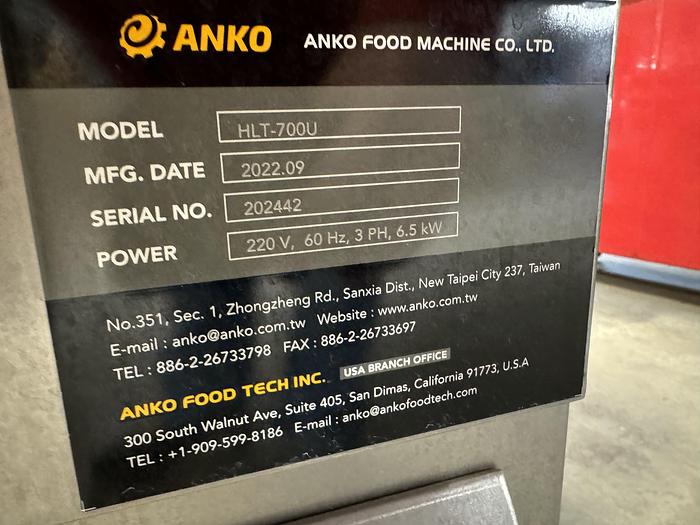 ANKO ANKO FOOD MACHINE CO., LTD.
MODEL HLT-700U
MFG. DATE 2022.09
SERIAL NO. 202442
POWER 220 V, 60 Hz, 3 PH, 6.5 kW
No.351, Sec. 1, Zhongzheng Rd., Sanxia Dist., New Taipei City 237, Taiwan
E-mail : anko@anko.com.tw Website : www.anko.com.tw
TEL : 886-2-26733798 FAX : 886-2-26733697
ANKO FOOD TECH INC. USA BRANCH OFFICE
300 South Walnut Ave, Suite 405, San Dimas, California 91773, U.S.A
TEL : +1-909-599-8186 E-mail : anko@ankofoodtech.com